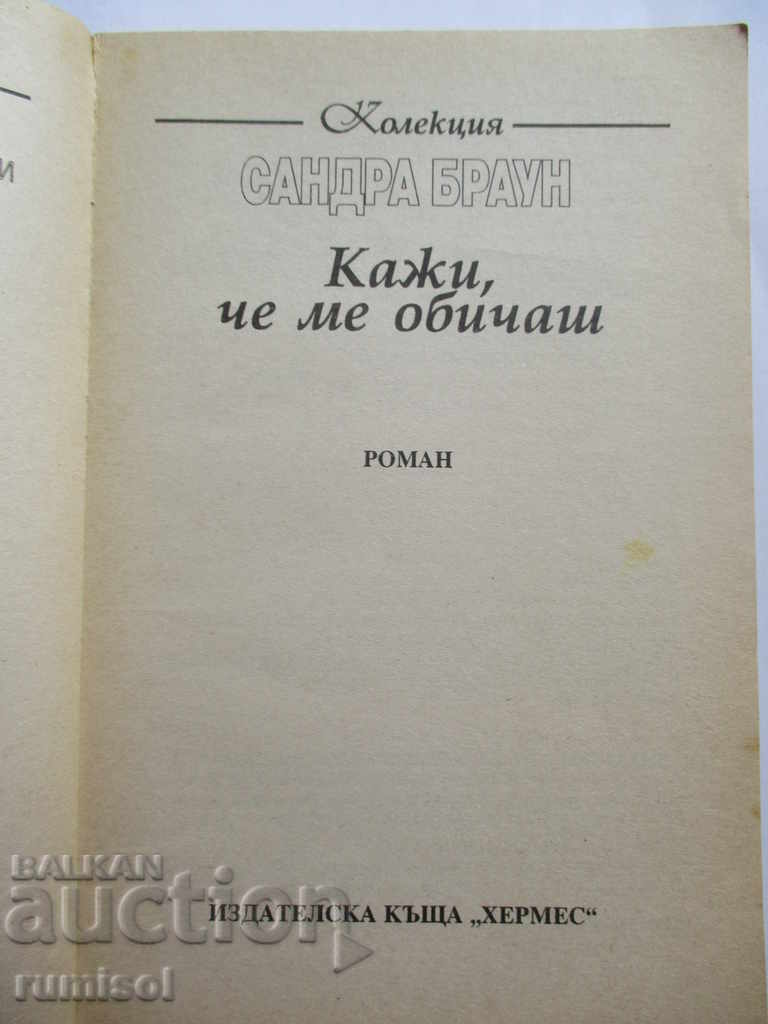 Колекция
САНДРА БРАУН
Кажи,
че ме обичаш
РОМАН
ИЗДАТЕЛСКА КЪЩА „ХЕРМЕС“
BALKAN
auction
rumisol